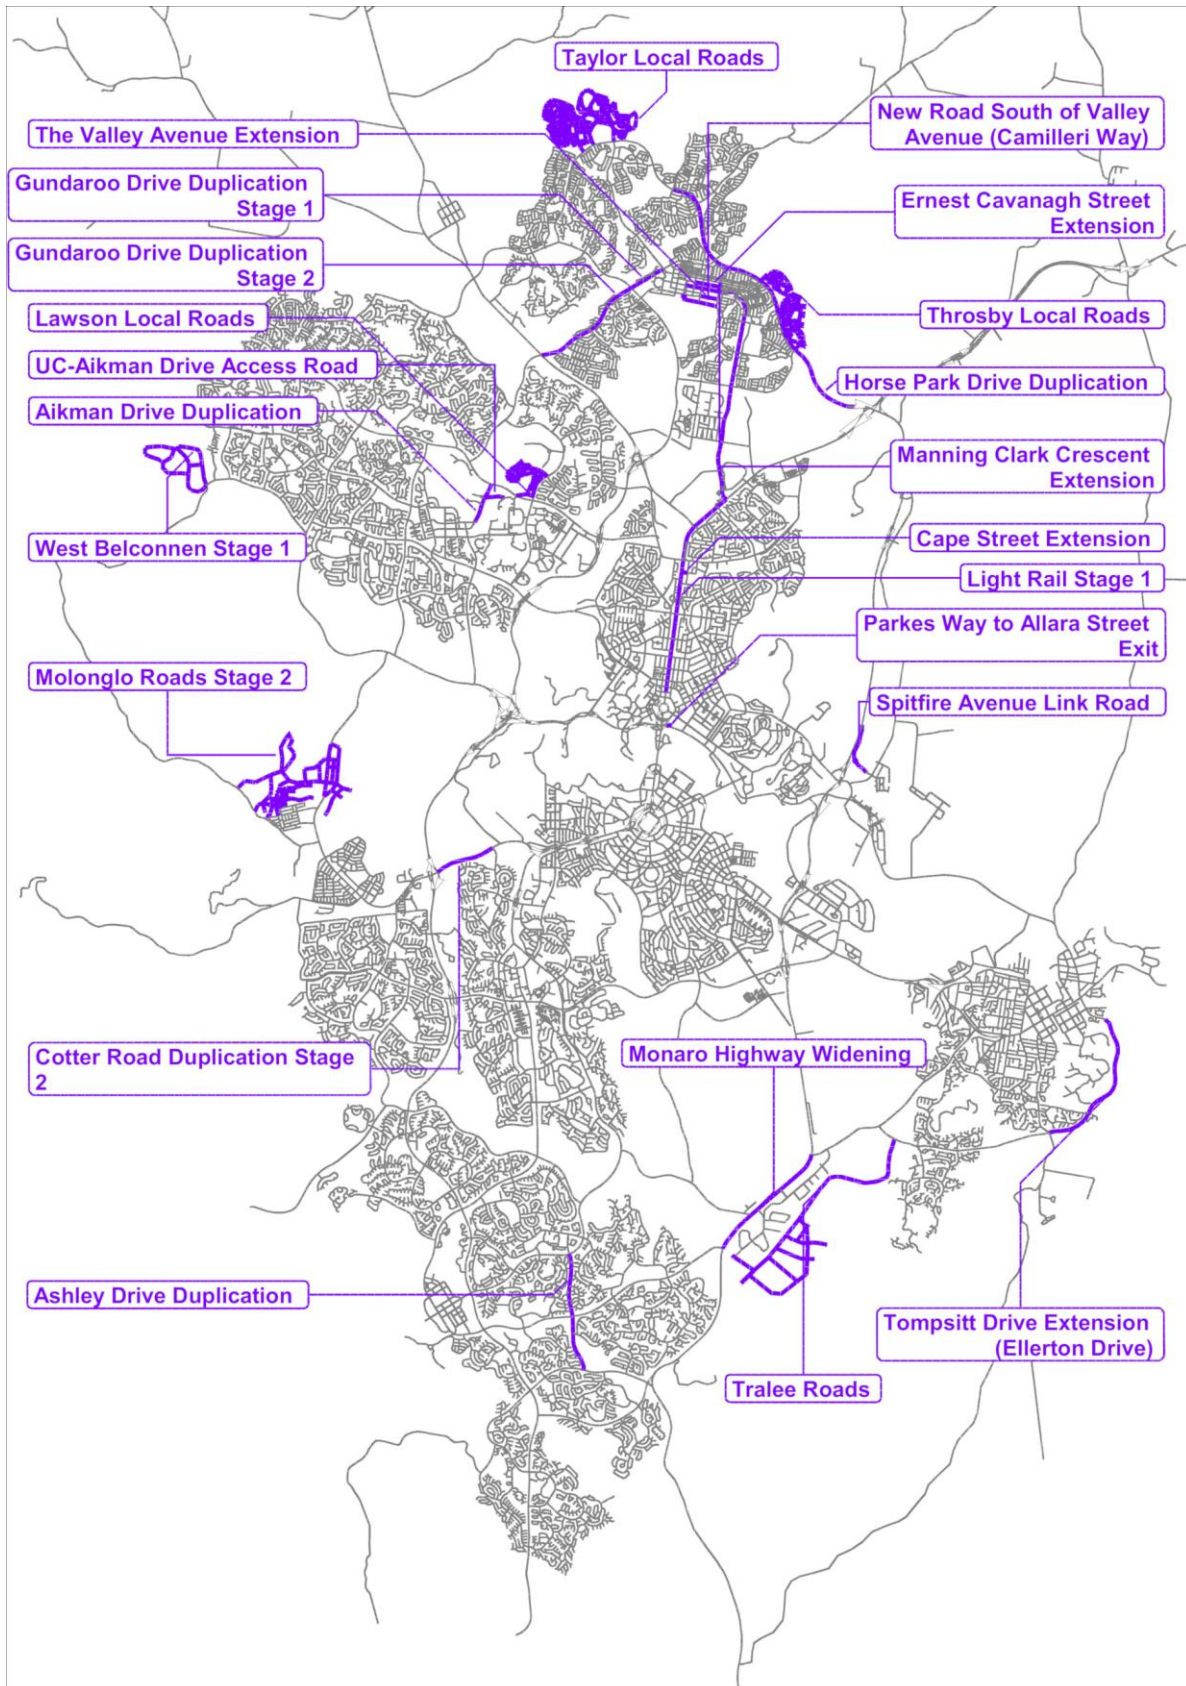 Taylor Local Roads
The Valley Avenue Extension
New Road South of Valley
Avenue (Camilleri Way)
Gundaroo Drive Duplication
Stage 1
Ernest Cavanagh Street
Extension
Gundaroo Drive Duplication
Stage 2
Lawson Local Roads
Throsby Local Roads
UC-Aikman Drive Access Road
Horse Park Drive Duplication
Aikman Drive Duplication
Manning Clark Crescent
Extension
West Belconnen Stage 1
Cape Street Extension
Light Rail Stage 1
Parkes Way to Allara Street
Exit
Molonglo Roads Stage 2
Spitfire Avenue Link Road
Cotter Road Duplication Stage
2
Monaro Highway Widening
Ashley Drive Duplication
Tompsitt Drive Extension
(Ellerton Drive)
Tralee Roads